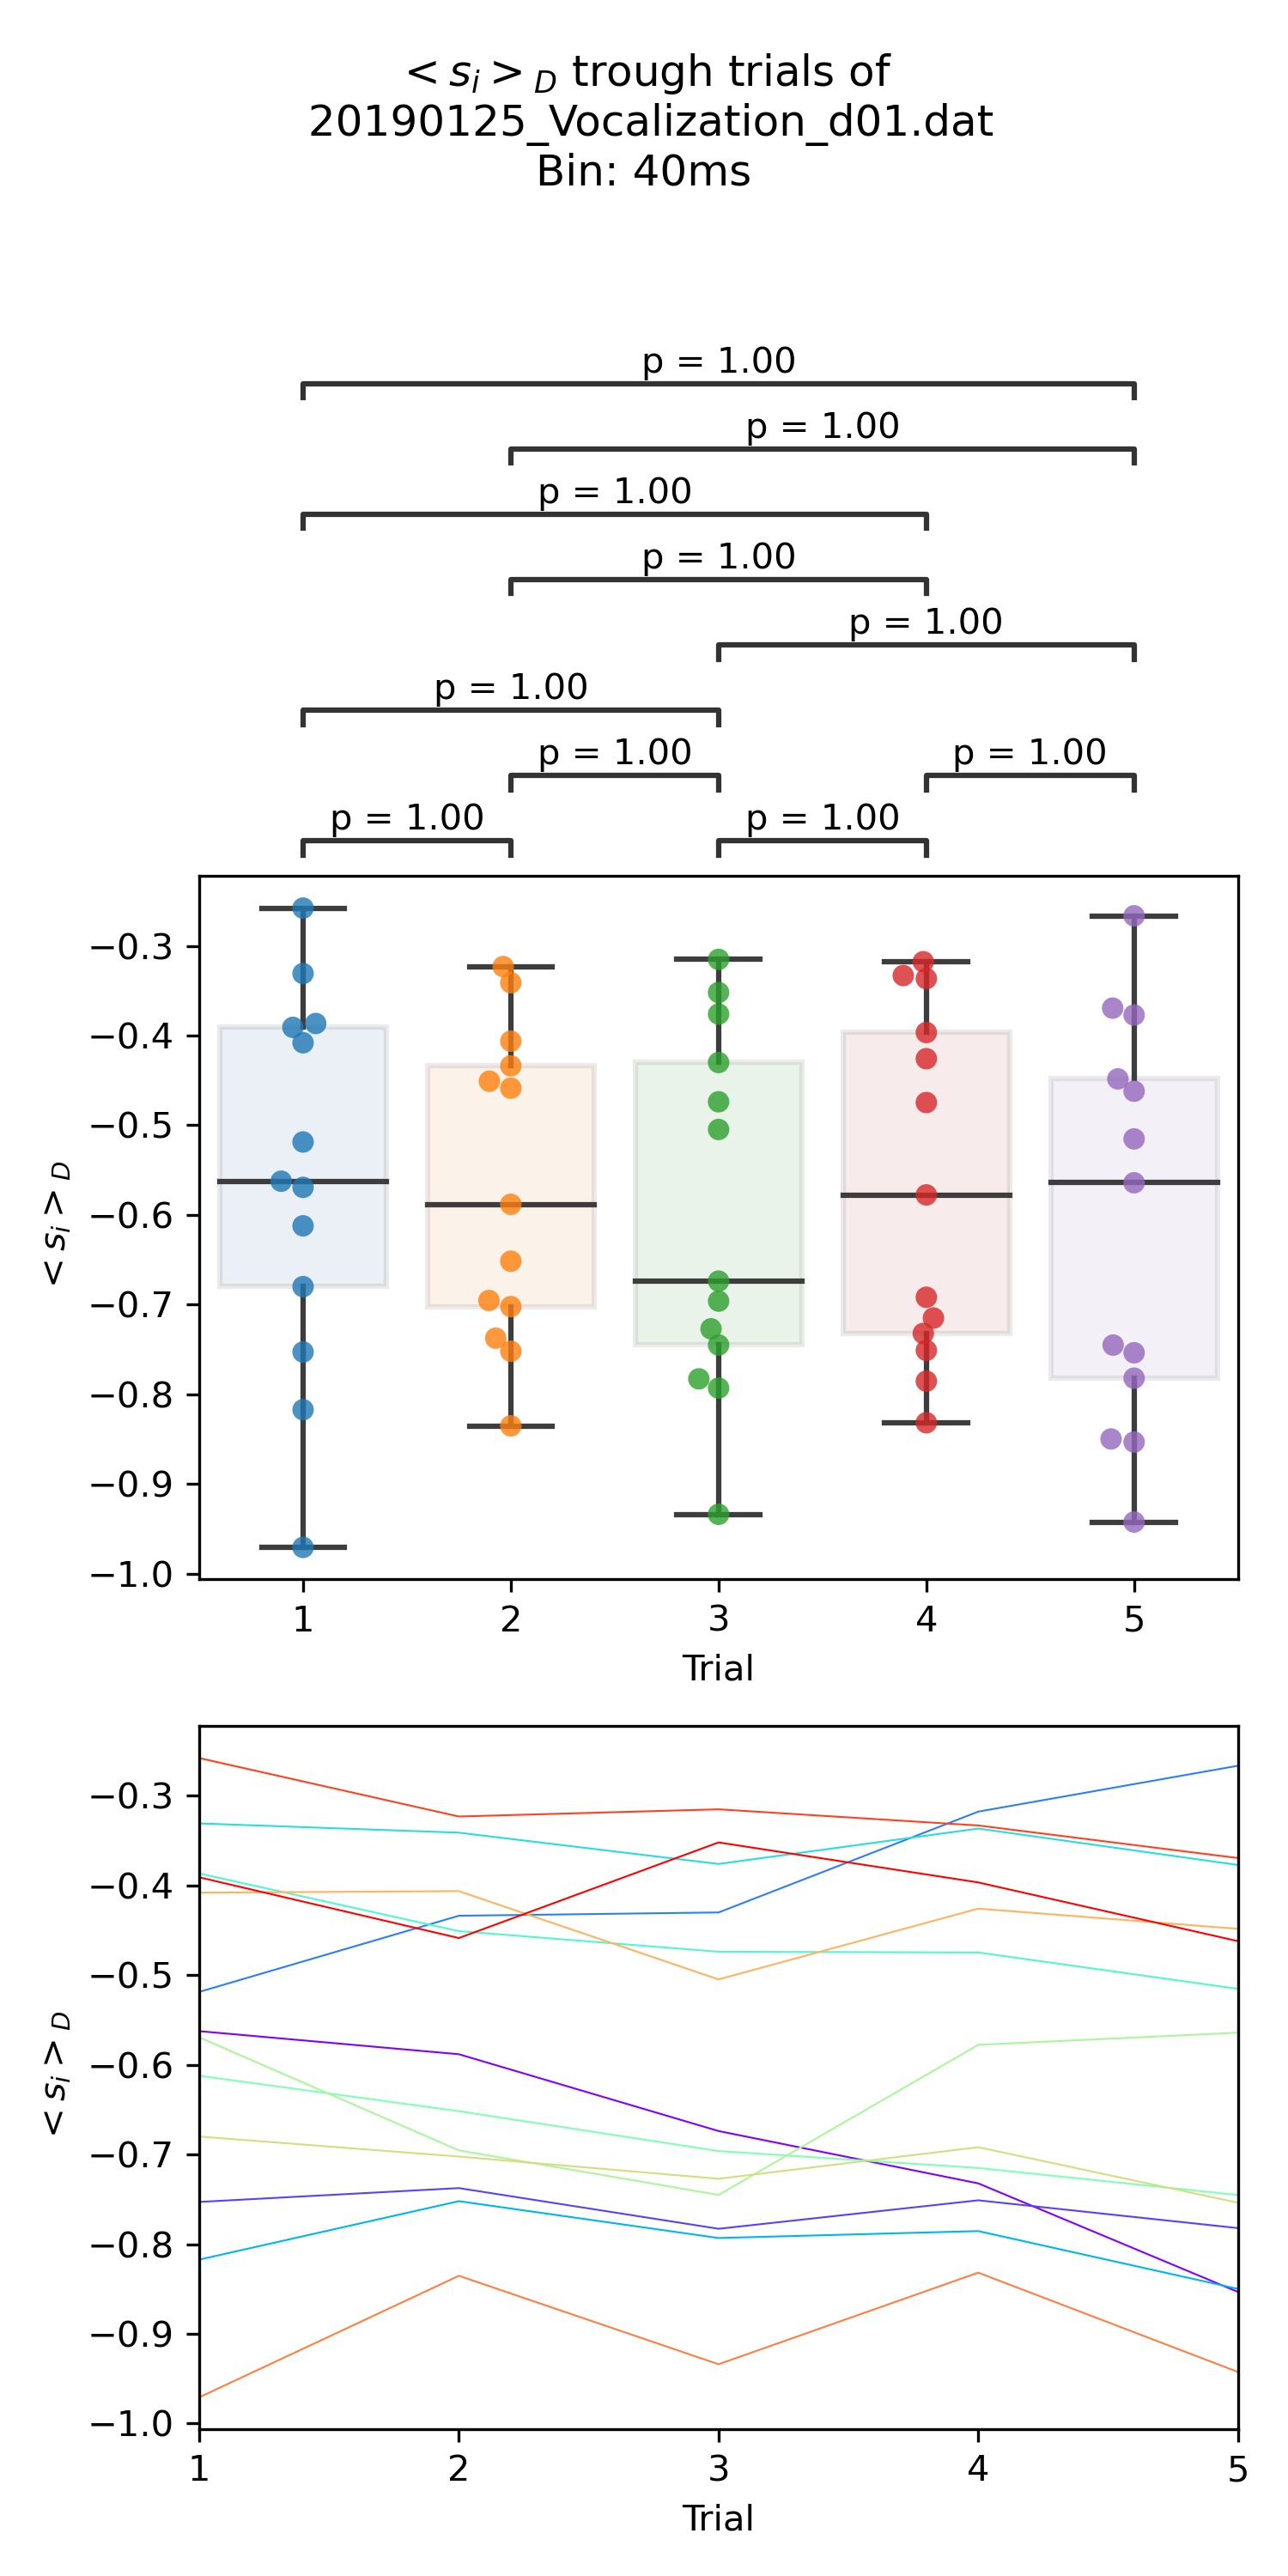 < s_i >_D trough trials of
20190125_Vocalization_d01.dat
Bin: 40ms
p = 1.00
p = 1.00
p = 1.00
p = 1.00
p = 1.00
p = 1.00
p = 1.00
p = 1.00
p = 1.00
p = 1.00
< s_i >_D
−0.3
−0.4
−0.5
−0.6
−0.7
−0.8
−0.9
−1.0
1 2 3 4 5
Trial
< s_i >_D
−0.3
−0.4
−0.5
−0.6
−0.7
−0.8
−0.9
−1.0
1 2 3 4 5
Trial